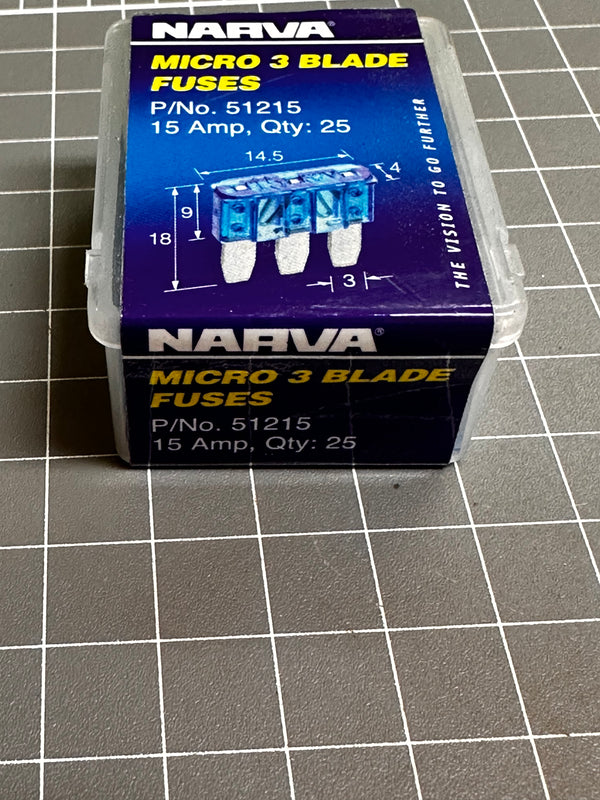 NARVA®
MICRO 3 BLADE
FUSES
P/No. 51215
15 Amp, Qty: 25
14.5
4
9
18
3
THE VISION TO GO FURTHER
NARVA®
MICRO 3 BLADE
FUSES
P/No. 51215
15 Amp, Qty: 25